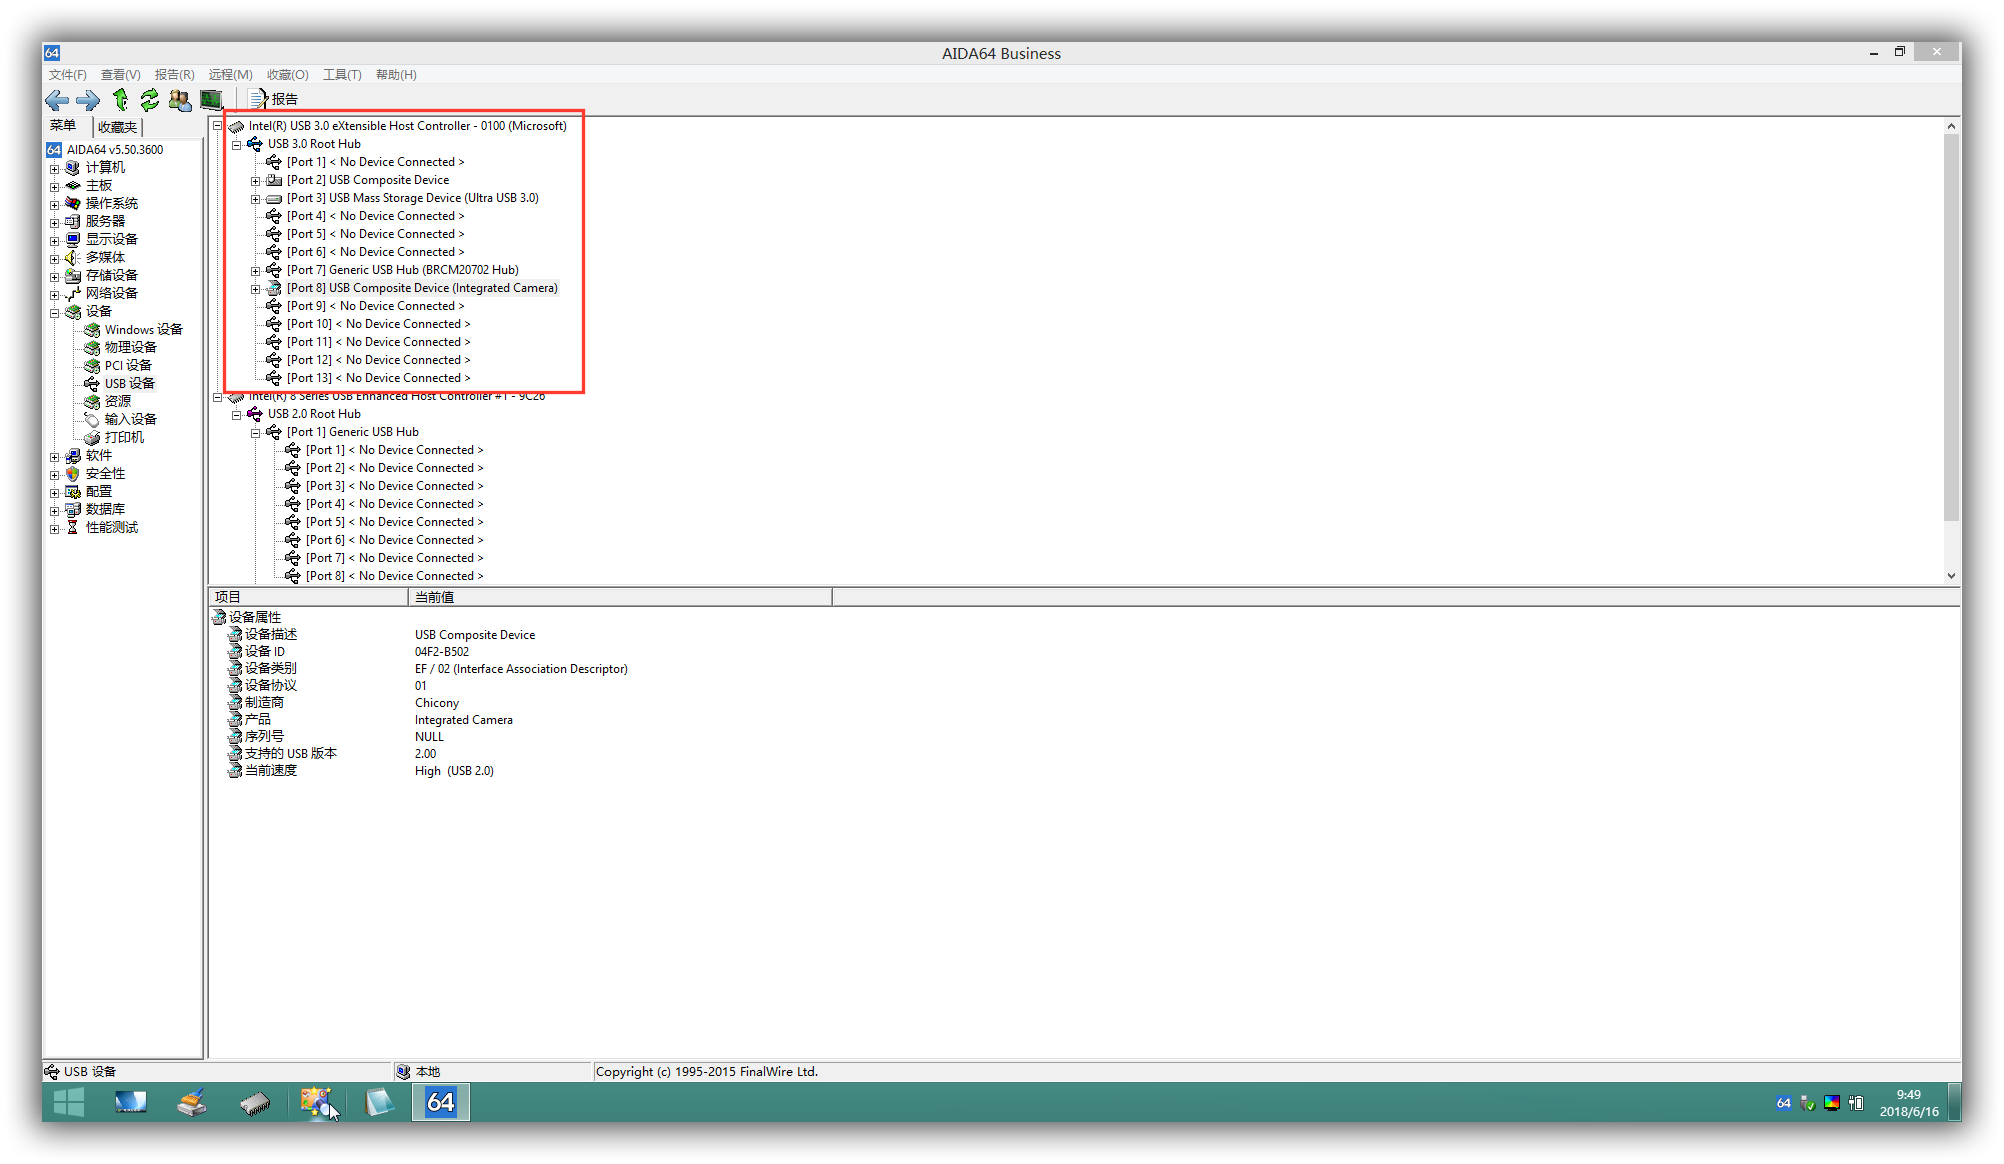 64
AIDA64 Business
文件(F) 查看(V) 报告(R) 远程(M) 收藏(O) 工具(T) 帮助(H)
报告
菜单 收藏夹
64 AIDA64 v5.50.3600
计算机
主板
操作系统
服务器
显示设备
多媒体
存储设备
网络设备
设备
Windows 设备
物理设备
PCI 设备
USB 设备
资源
输入设备
打印机
软件
安全性
配置
数据库
性能测试
Intel(R) USB 3.0 eXtensible Host Controller - 0100 (Microsoft)
USB 3.0 Root Hub
[Port 1] < No Device Connected >
[Port 2] USB Composite Device
[Port 3] USB Mass Storage Device (Ultra USB 3.0)
[Port 4] < No Device Connected >
[Port 5] < No Device Connected >
[Port 6] < No Device Connected >
[Port 7] Generic USB Hub (BRCM20702 Hub)
[Port 8] USB Composite Device (Integrated Camera)
[Port 9] < No Device Connected >
[Port 10] < No Device Connected >
[Port 11] < No Device Connected >
[Port 12] < No Device Connected >
[Port 13] < No Device Connected >
Intel(R) 8 Series USB Enhanced Host Controller #1 - 9C26
USB 2.0 Root Hub
[Port 1] Generic USB Hub
[Port 1] < No Device Connected >
[Port 2] < No Device Connected >
[Port 3] < No Device Connected >
[Port 4] < No Device Connected >
[Port 5] < No Device Connected >
[Port 6] < No Device Connected >
[Port 7] < No Device Connected >
[Port 8] < No Device Connected >
项目 当前值
设备属性
设备描述 USB Composite Device
设备 ID 04F2-B502
设备类别 EF / 02 (Interface Association Descriptor)
设备协议 01
制造商 Chicony
产品 Integrated Camera
序列号 NULL
支持的 USB 版本 2.00
当前速度 High (USB 2.0)
USB 设备 本地 Copyright (c) 1995-2015 FinalWire Ltd.
64
64
9:49
2018/6/16